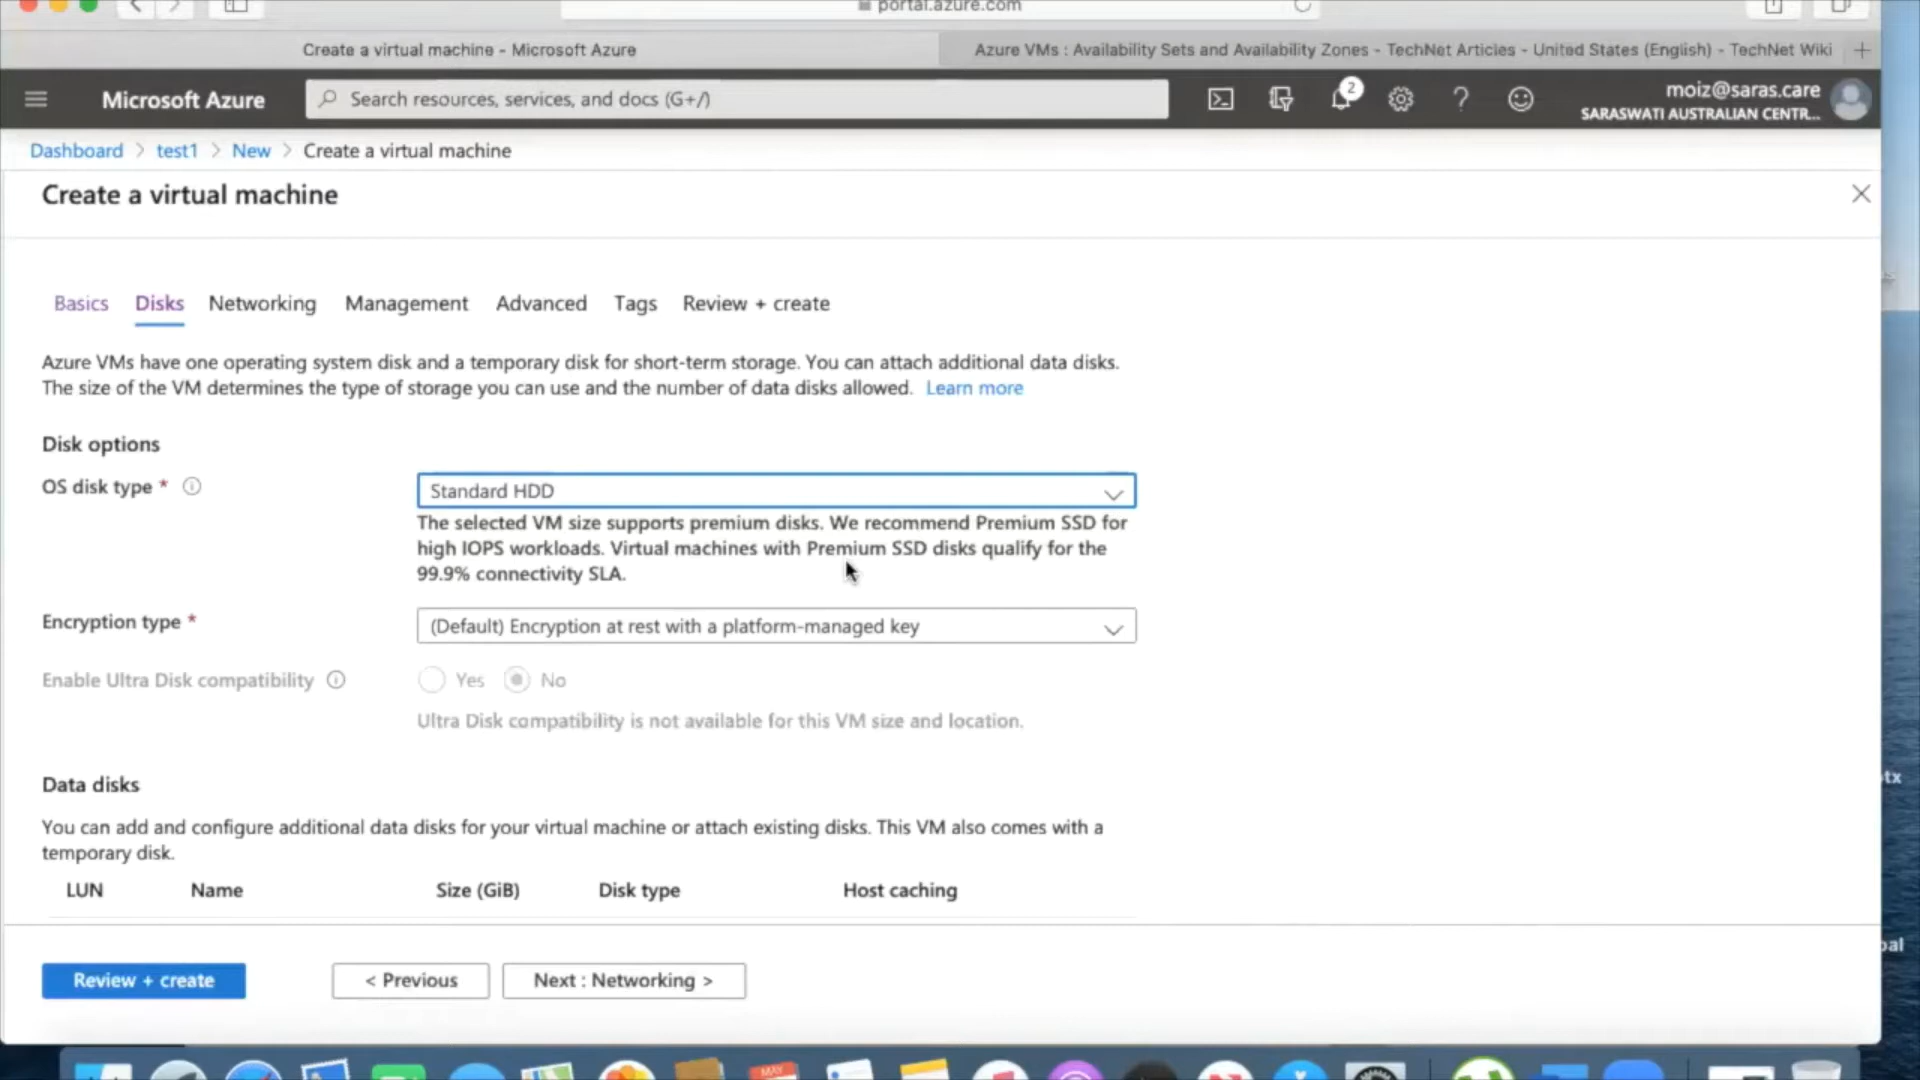 portal.azure.com
Create a virtual machine - Microsoft Azure
Azure VMs : Availability Sets and Availability Zones - TechNet Articles - United States (English) - TechNet Wiki
Microsoft Azure
Search resources, services, and docs (G+/)
2
moiz@saras.care
SARASWATI AUSTRALIAN CENTR...
Dashboard > test1 > New > Create a virtual machine
Create a virtual machine
Basics Disks Networking Management Advanced Tags Review + create
Azure VMs have one operating system disk and a temporary disk for short-term storage. You can attach additional data disks.
The size of the VM determines the type of storage you can use and the number of data disks allowed. Learn more
Disk options
OS disk type *
Standard HDD
The selected VM size supports premium disks. We recommend Premium SSD for
high IOPS workloads. Virtual machines with Premium SSD disks qualify for the
99.9% connectivity SLA.
Encryption type *
(Default) Encryption at rest with a platform-managed key
Enable Ultra Disk compatibility
Yes No
Ultra Disk compatibility is not available for this VM size and location.
Data disks
You can add and configure additional data disks for your virtual machine or attach existing disks. This VM also comes with a
temporary disk.
LUN Name Size (GiB) Disk type Host caching
Review + create
< Previous
Next : Networking >
MAY